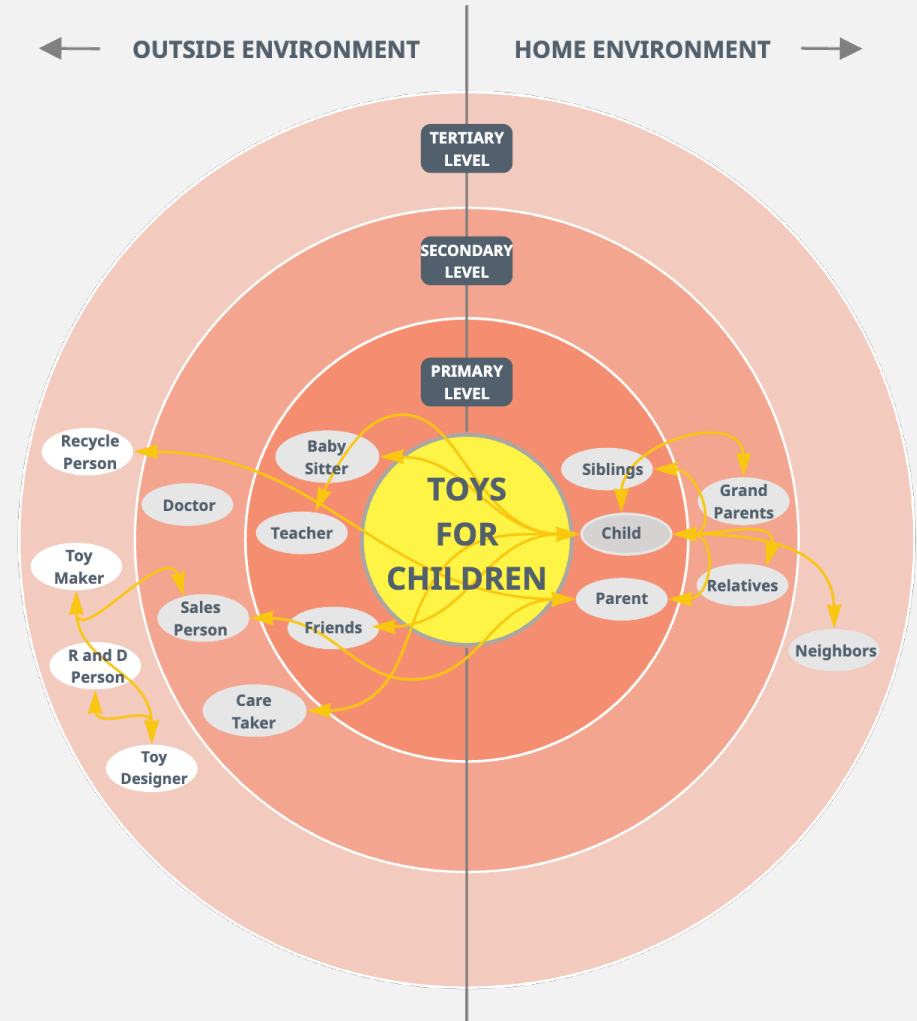 OUTSIDE ENVIRONMENT
HOME ENVIRONMENT
TERTIARY
LEVEL
SECONDARY
LEVEL
PRIMARY
LEVEL
TOYS
FOR
CHILDREN
Recycle
Person
Baby
Sitter
Doctor
Teacher
Toy
Maker
Sales
Person
Friends
R and D
Person
Care
Taker
Toy
Designer
Siblings
Grand
Parents
Child
Relatives
Parent
Neighbors